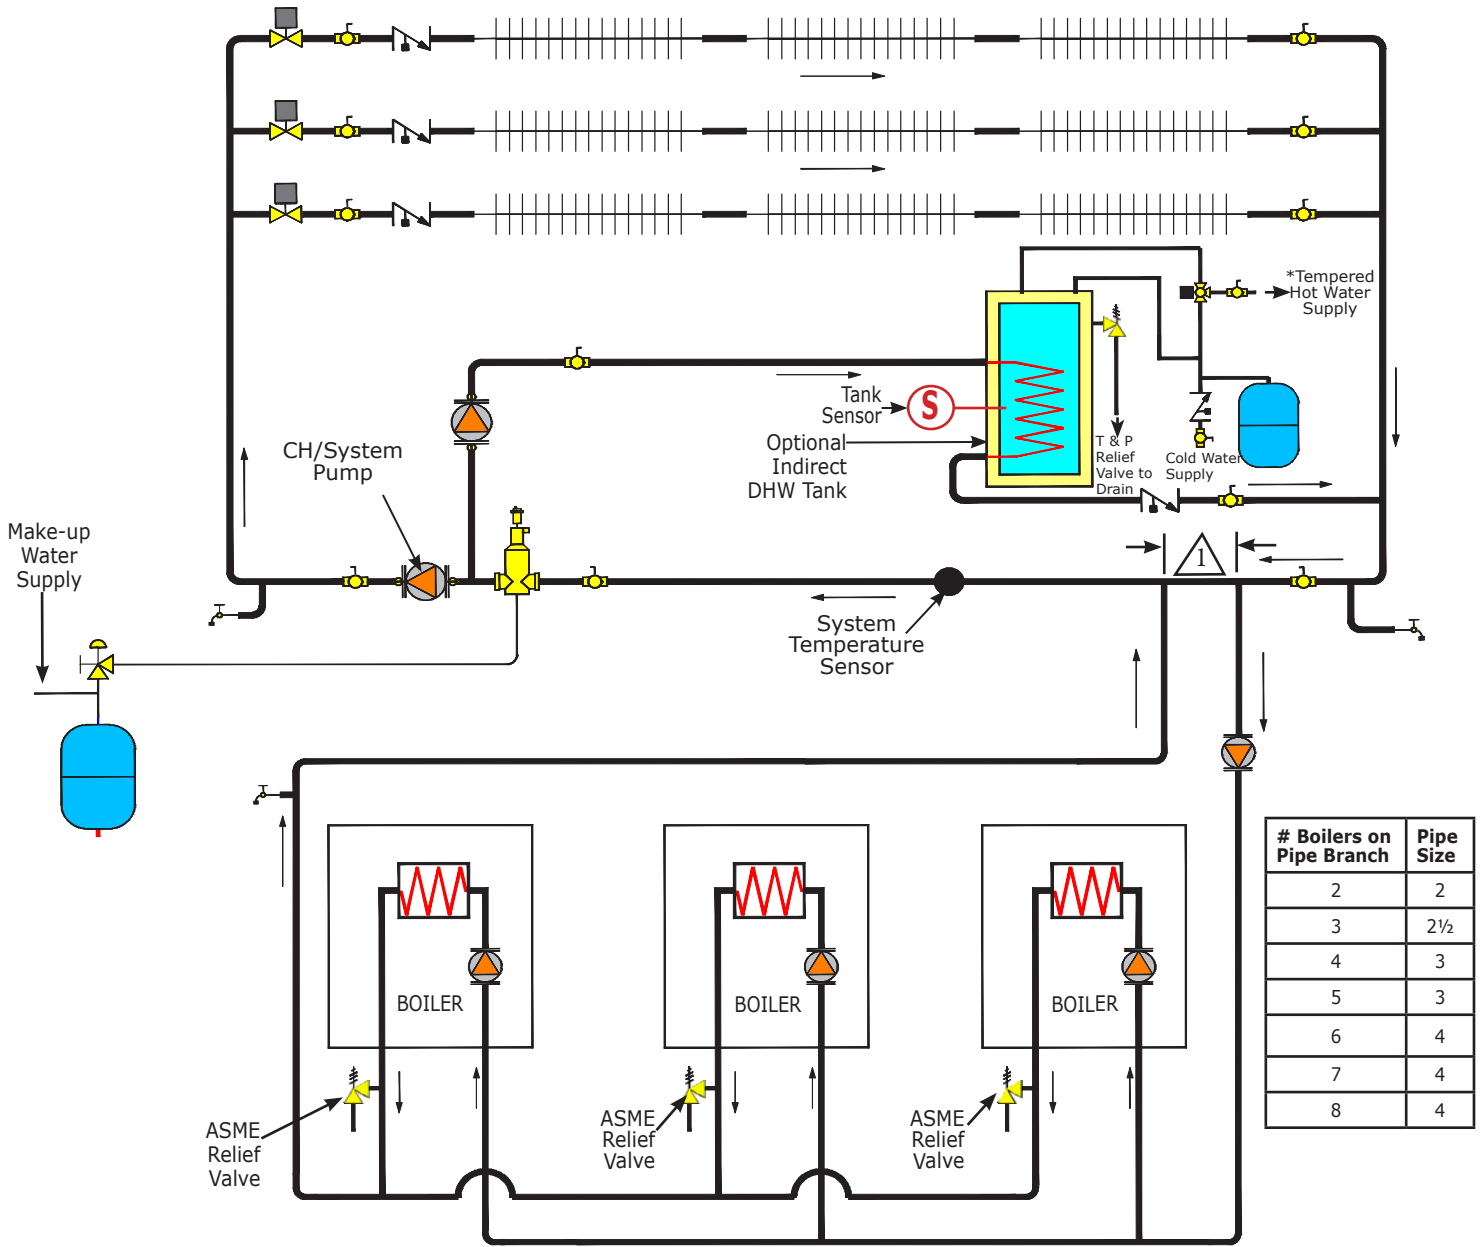 *Tempered
Hot Water
Supply
Tank
Sensor
S
Optional
Indirect
DHW Tank
T & P
Relief
Valve to
Drain
Cold Water
Supply
CH/System
Pump
Make-up
Water
Supply
1
System
Temperature
Sensor
# Boilers on
Pipe Branch
Pipe
Size
2 2
3 2½
4 3
5 3
6 4
7 4
8 4
BOILER
BOILER
BOILER
ASME
Relief
Valve
ASME
Relief
Valve
ASME
Relief
Valve